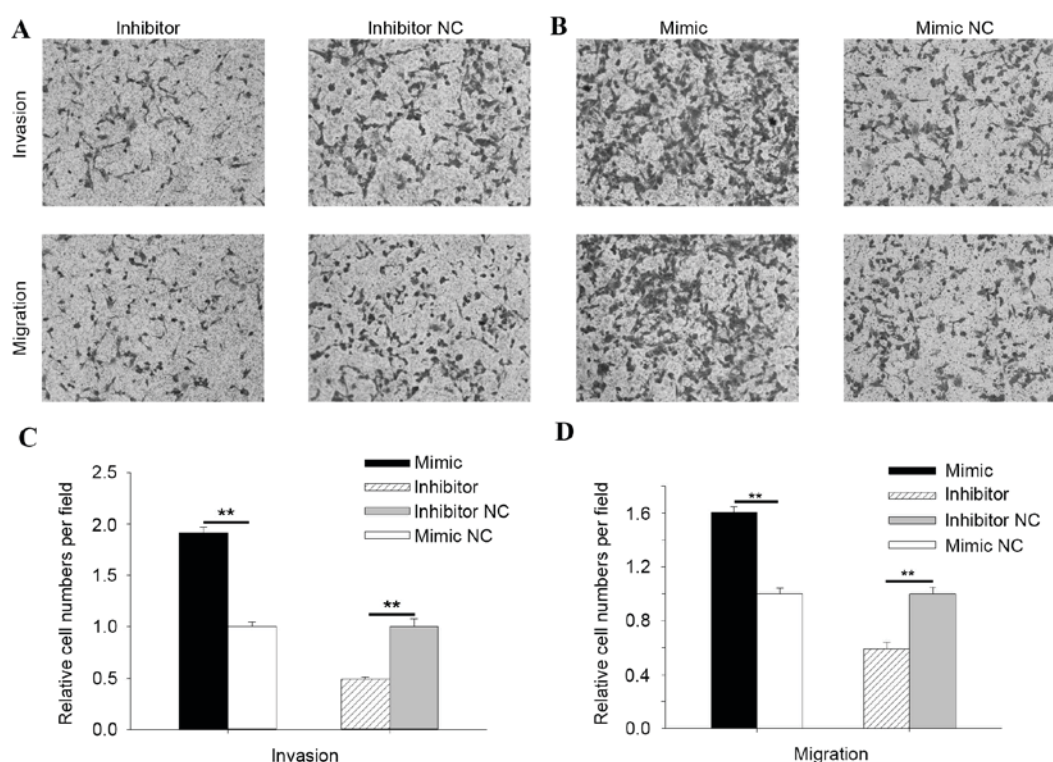 A
Inhibitor
Inhibitor NC
B
Mimic
Mimic NC
Invasion
Migration
C
Relative cell numbers per field
2.5
2.0
1.5
1.0
0.5
0.0
**
**
Mimic
Inhibitor
Inhibitor NC
Mimic NC
Invasion
D
Relative cell numbers per field
1.6
1.2
0.8
0.4
0.0
**
**
Mimic
Inhibitor
Inhibitor NC
Mimic NC
Migration